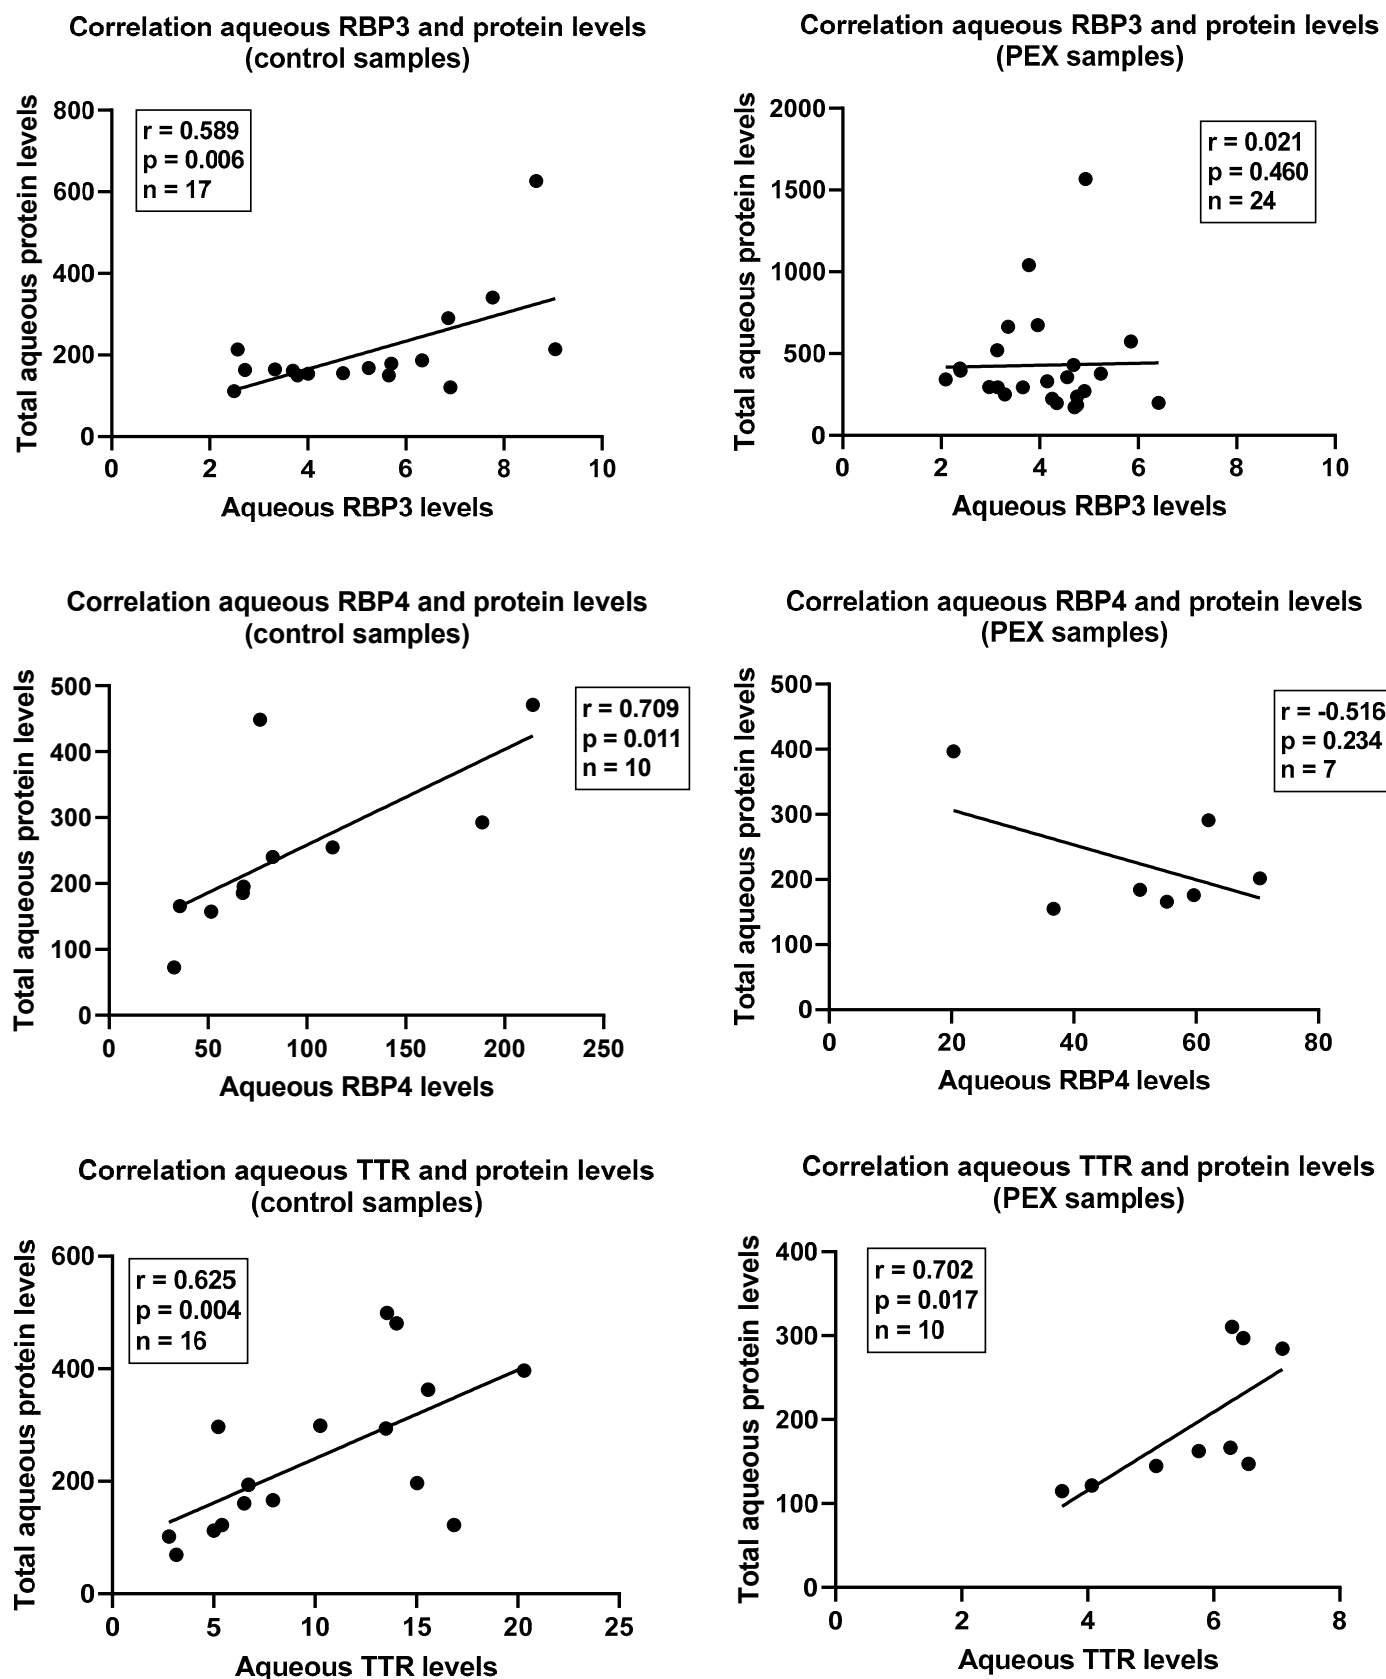 Correlation aqueous RBP3 and protein levels
(control samples)
Total aqueous protein levels
800
600
400
200
0
r = 0.589
p = 0.006
n = 17
0 2 4 6 8 10
Aqueous RBP3 levels
Correlation aqueous RBP3 and protein levels
(PEX samples)
Total aqueous protein levels
2000
1500
1000
500
0
r = 0.021
p = 0.460
n = 24
0 2 4 6 8 10
Aqueous RBP3 levels
Correlation aqueous RBP4 and protein levels
(control samples)
Total aqueous protein levels
500
400
300
200
100
0
r = 0.709
p = 0.011
n = 10
0 50 100 150 200 250
Aqueous RBP4 levels
Correlation aqueous RBP4 and protein levels
(PEX samples)
Total aqueous protein levels
500
400
300
200
100
0
r = -0.516
p = 0.234
n = 7
0 20 40 60 80
Aqueous RBP4 levels
Correlation aqueous TTR and protein levels
(control samples)
Total aqueous protein levels
600
400
200
0
r = 0.625
p = 0.004
n = 16
0 5 10 15 20 25
Aqueous TTR levels
Correlation aqueous TTR and protein levels
(PEX samples)
Total aqueous protein levels
400
300
200
100
0
r = 0.702
p = 0.017
n = 10
0 2 4 6 8
Aqueous TTR levels